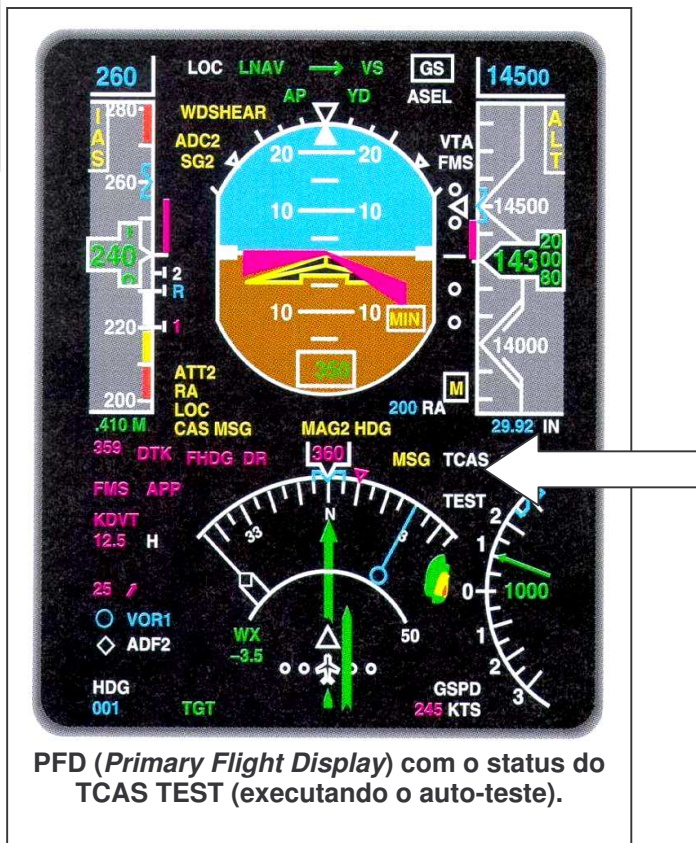 260
LOC LNAV VS GS
14500
AP YD
ASEL
WDSHEAR
280
IAS
ALT
ADC2
SG2
VTA
FMS
20 20
260
10 10
14500
240
2
R
14300
20
00
80
220
1
10 10
MIN
14000
350
ATT2
RA
M
200
LOC
200 RA
.410 M
CAS MSG
MAG2 HDG
29.92 IN
359 DTK FHDG DR
360
MSG TCAS
FMS APP
TEST
N
33
3
KDVT
12.5 H
2
1
0
1
2
3
1000
25
VOR1
WX
-3.5
50
ADF2
HDG
001
TGT
GSPD
245 KTS
PFD (Primary Flight Display) com o status do
TCAS TEST (executando o auto-teste).